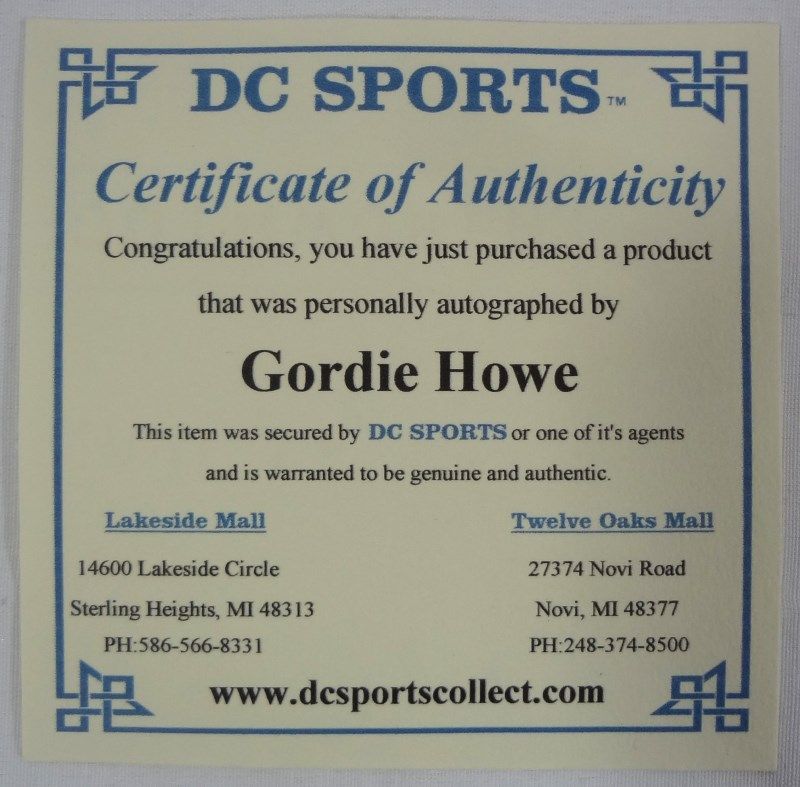 DC SPORTS™
Certificate of Authenticity
Congratulations, you have just purchased a product
that was personally autographed by
Gordie Howe
This item was secured by DC SPORTS or one of it's agents
and is warranted to be genuine and authentic.
Lakeside Mall
14600 Lakeside Circle
Sterling Heights, MI 48313
PH:586-566-8331
Twelve Oaks Mall
27374 Novi Road
Novi, MI 48377
PH:248-374-8500
www.dcsportscollect.com